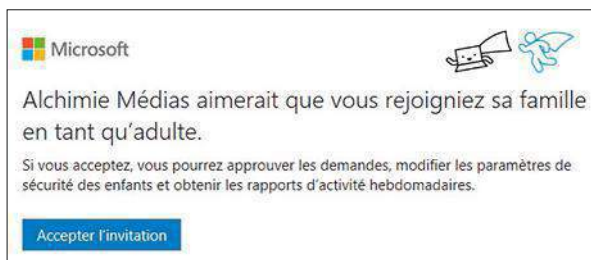 Microsoft
Alchimie Médias aimerait que vous rejoigniez sa famille
en tant qu'adulte.
Si vous acceptez, vous pourrez approuver les demandes, modifier les paramètres de
sécurité des enfants et obtenir les rapports d'activité hebdomadaires.
Accepter l'invitation